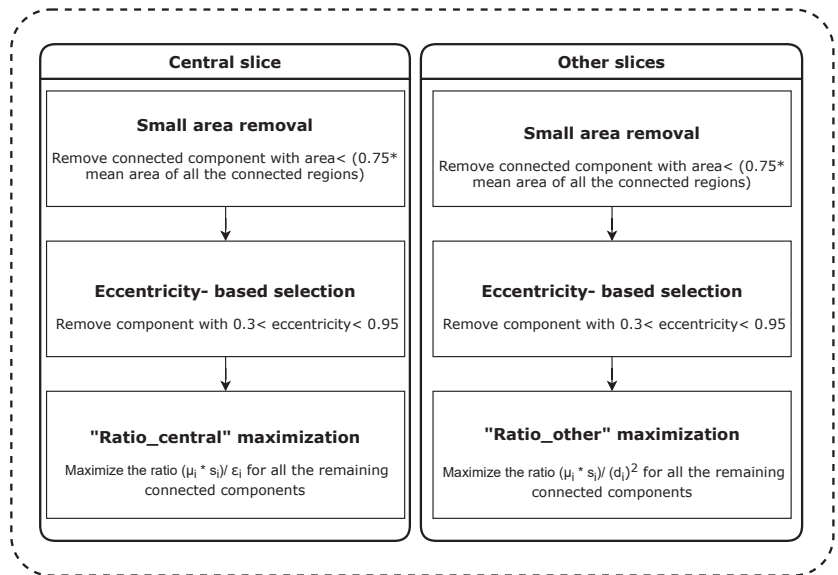 Central slice
Small area removal
Remove connected component with area< (0.75*
mean area of all the connected regions)
Eccentricity- based selection
Remove component with 0.3< eccentricity< 0.95
"Ratio_central" maximization
Maximize the ratio (μᵢ * sᵢ)/ εᵢ for all the remaining
connected components
Other slices
Small area removal
Remove connected component with area< (0.75*
mean area of all the connected regions)
Eccentricity- based selection
Remove component with 0.3< eccentricity< 0.95
"Ratio_other" maximization
Maximize the ratio (μᵢ * sᵢ)/ (dᵢ)² for all the remaining
connected components